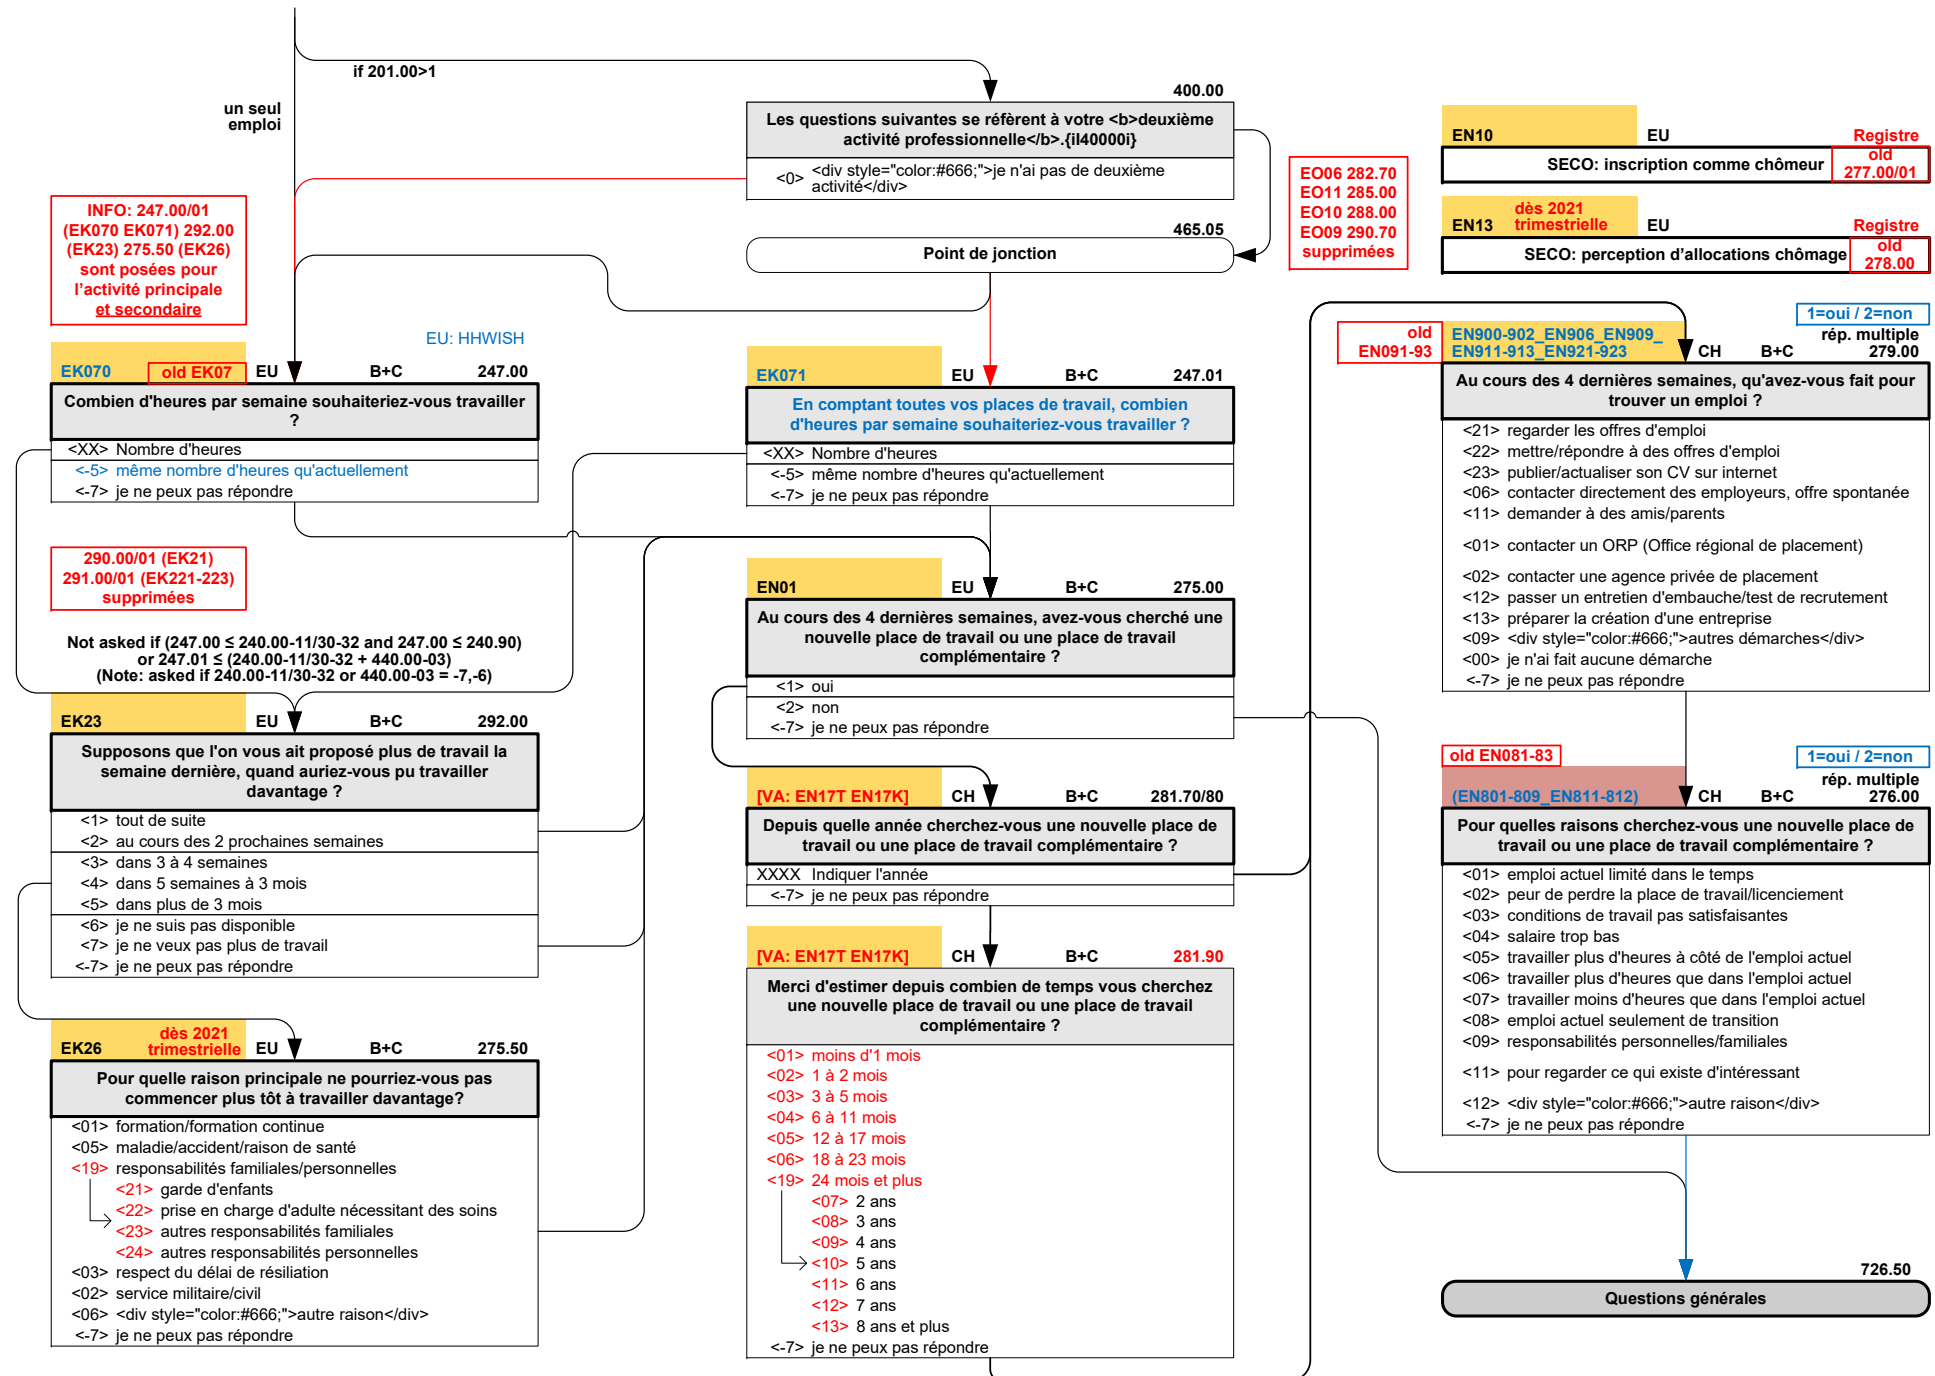 if 201.00>1
un seul
emploi
400.00
Les questions suivantes se réfèrent à votre <b>deuxième
activité professionnelle</b>.{il40000i}
<0> <div style="color:#666;">je n'ai pas de deuxième
activité</div>
465.05
Point de jonction
EO06 282.70
EO11 285.00
EO10 288.00
EO09 290.70
supprimées
EN10 EU Registre
SECO: inscription comme chômeur
old
277.00/01
EN13
dès 2021
trimestrielle
EU Registre
SECO: perception d’allocations chômage
old
278.00
INFO: 247.00/01
(EK070 EK071) 292.00
(EK23) 275.50 (EK26)
sont posées pour
l’activité principale
et secondaire
EU: HHWISH
EK070 old EK07 EU B+C 247.00
Combien d'heures par semaine souhaiteriez-vous travailler
?
<XX> Nombre d'heures
<-5> même nombre d'heures qu'actuellement
<-7> je ne peux pas répondre
290.00/01 (EK21)
291.00/01 (EK221-223)
supprimées
Not asked if (247.00 ≤ 240.00-11/30-32 and 247.00 ≤ 240.90)
or 247.01 ≤ (240.00-11/30-32 + 440.00-03)
(Note: asked if 240.00-11/30-32 or 440.00-03 = -7,-6)
EK23 EU B+C 292.00
Supposons que l'on vous ait proposé plus de travail la
semaine dernière, quand auriez-vous pu travailler
davantage ?
<1> tout de suite
<2> au cours des 2 prochaines semaines
<3> dans 3 à 4 semaines
<4> dans 5 semaines à 3 mois
<5> dans plus de 3 mois
<6> je ne suis pas disponible
<7> je ne veux pas plus de travail
<-7> je ne peux pas répondre
EK26
dès 2021
trimestrielle
EU B+C 275.50
Pour quelle raison principale ne pourriez-vous pas
commencer plus tôt à travailler davantage?
<01> formation/formation continue
<05> maladie/accident/raison de santé
<19> responsabilités familiales/personnelles
<21> garde d'enfants
<22> prise en charge d'adulte nécessitant des soins
<23> autres responsabilités familiales
<24> autres responsabilités personnelles
<03> respect du délai de résiliation
<02> service militaire/civil
<06> <div style="color:#666;">autre raison</div>
<-7> je ne peux pas répondre
EK071 EU B+C 247.01
En comptant toutes vos places de travail, combien
d'heures par semaine souhaiteriez-vous travailler ?
<XX> Nombre d'heures
<-5> même nombre d'heures qu'actuellement
<-7> je ne peux pas répondre
EN01 EU B+C 275.00
Au cours des 4 dernières semaines, avez-vous cherché une
nouvelle place de travail ou une place de travail
complémentaire ?
<1> oui
<2> non
<-7> je ne peux pas répondre
[VA: EN17T EN17K] CH B+C 281.70/80
Depuis quelle année cherchez-vous une nouvelle place de
travail ou une place de travail complémentaire ?
XXXX Indiquer l'année
<-7> je ne peux pas répondre
[VA: EN17T EN17K] CH B+C 281.90
Merci d'estimer depuis combien de temps vous cherchez
une nouvelle place de travail ou une place de travail
complémentaire ?
<01> moins d'1 mois
<02> 1 à 2 mois
<03> 3 à 5 mois
<04> 6 à 11 mois
<05> 12 à 17 mois
<06> 18 à 23 mois
<19> 24 mois et plus
<07> 2 ans
<08> 3 ans
<09> 4 ans
<10> 5 ans
<11> 6 ans
<12> 7 ans
<13> 8 ans et plus
<-7> je ne peux pas répondre
1=oui / 2=non
old
EN091-93
EN900-902_EN906_EN909_
EN911-913_EN921-923
CH B+C
rép. multiple
279.00
Au cours des 4 dernières semaines, qu'avez-vous fait pour
trouver un emploi ?
<21> regarder les offres d'emploi
<22> mettre/répondre à des offres d'emploi
<23> publier/actualiser son CV sur internet
<06> contacter directement des employeurs, offre spontanée
<11> demander à des amis/parents
<01> contacter un ORP (Office régional de placement)
<02> contacter une agence privée de placement
<12> passer un entretien d'embauche/test de recrutement
<13> préparer la création d'une entreprise
<09> <div style="color:#666;">autres démarches</div>
<00> je n'ai fait aucune démarche
<-7> je ne peux pas répondre
old EN081-83
1=oui / 2=non
rép. multiple
(EN801-809_EN811-812) CH B+C 276.00
Pour quelles raisons cherchez-vous une nouvelle place de
travail ou une place de travail complémentaire ?
<01> emploi actuel limité dans le temps
<02> peur de perdre la place de travail/licenciement
<03> conditions de travail pas satisfaisantes
<04> salaire trop bas
<05> travailler plus d'heures à côté de l'emploi actuel
<06> travailler plus d'heures que dans l'emploi actuel
<07> travailler moins d'heures que dans l'emploi actuel
<08> emploi actuel seulement de transition
<09> responsabilités personnelles/familiales
<11> pour regarder ce qui existe d'intéressant
<12> <div style="color:#666;">autre raison</div>
<-7> je ne peux pas répondre
726.50
Questions générales